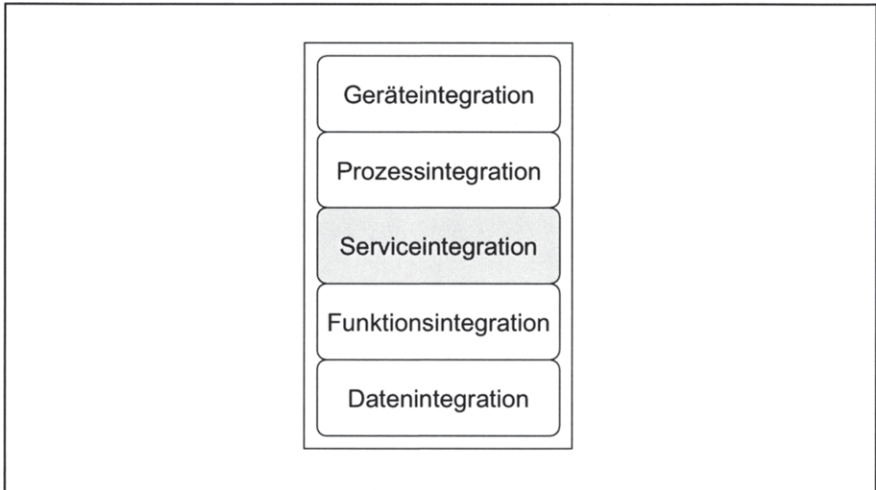 Geräteintegration
Prozessintegration
Serviceintegration
Funktionsintegration
Datenintegration